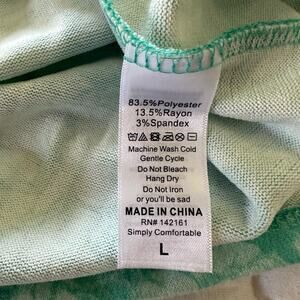 83.5%Polyester
13.5%Rayon
3%Spandex
Machine Wash Cold
Gentle Cycle
Do Not Bleach
Hang Dry
Do Not Iron
or you'll be sad
MADE IN CHINA
RN# 142161
Simply Comfortable
L